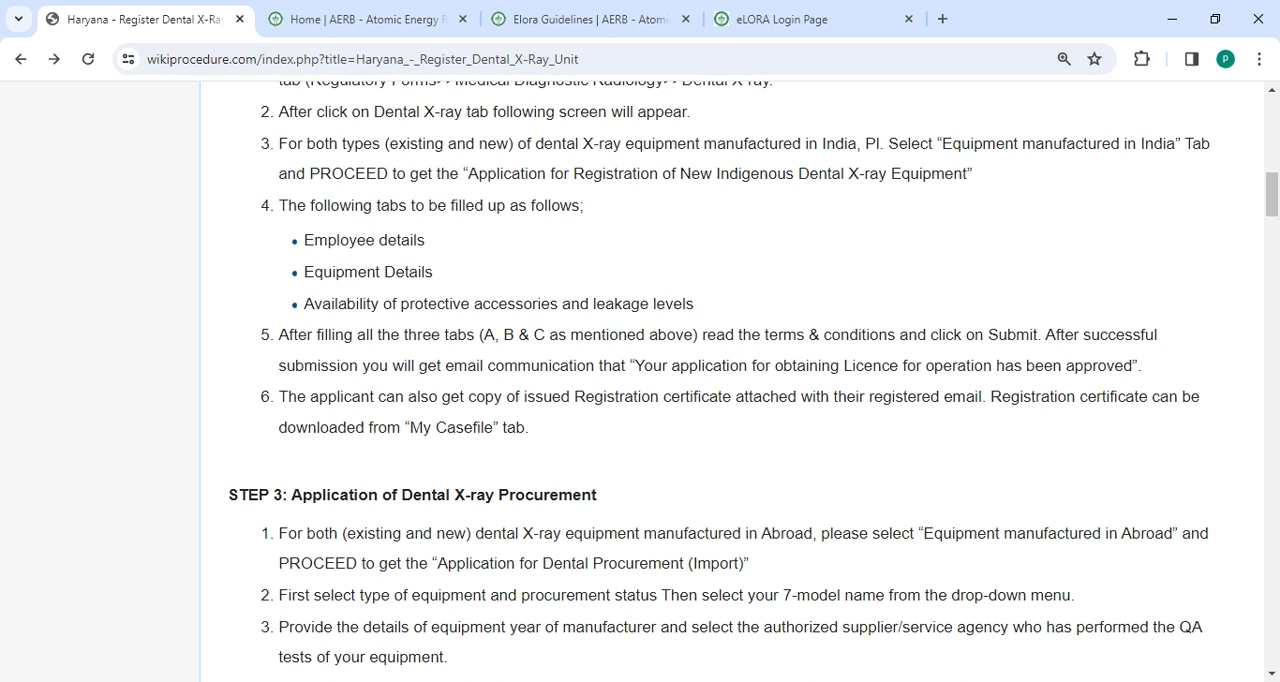 Haryana - Register Dental X-Ra
Home | AERB - Atomic Energy
Elora Guidelines | AERB - Atomi
eLORA Login Page
wikiprocedure.com/index.php?title=Haryana_-_Register_Dental_X-Ray_Unit
P
tab (Regulatory Forms>> Medical Diagnostic Radiology>> Dental X-ray.
2. After click on Dental X-ray tab following screen will appear.
3. For both types (existing and new) of dental X-ray equipment manufactured in India, Pl. Select “Equipment manufactured in India” Tab
and PROCEED to get the “Application for Registration of New Indigenous Dental X-ray Equipment”
4. The following tabs to be filled up as follows;
• Employee details
• Equipment Details
• Availability of protective accessories and leakage levels
5. After filling all the three tabs (A, B & C as mentioned above) read the terms & conditions and click on Submit. After successful
submission you will get email communication that “Your application for obtaining Licence for operation has been approved”.
6. The applicant can also get copy of issued Registration certificate attached with their registered email. Registration certificate can be
downloaded from “My Casefile” tab.
STEP 3: Application of Dental X-ray Procurement
1. For both (existing and new) dental X-ray equipment manufactured in Abroad, please select “Equipment manufactured in Abroad” and
PROCEED to get the “Application for Dental Procurement (Import)”
2. First select type of equipment and procurement status Then select your 7-model name from the drop-down menu.
3. Provide the details of equipment year of manufacturer and select the authorized supplier/service agency who has performed the QA
tests of your equipment.